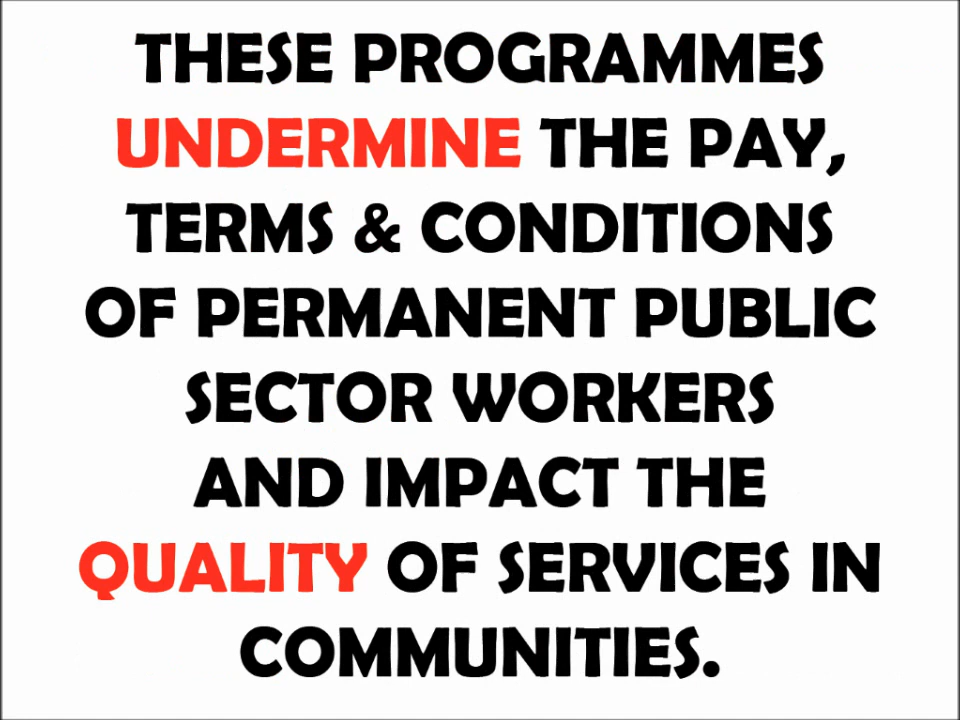 THESE PROGRAMMES
UNDERMINE THE PAY,
TERMS & CONDITIONS
OF PERMANENT PUBLIC
SECTOR WORKERS
AND IMPACT THE
QUALITY OF SERVICES IN
COMMUNITIES.